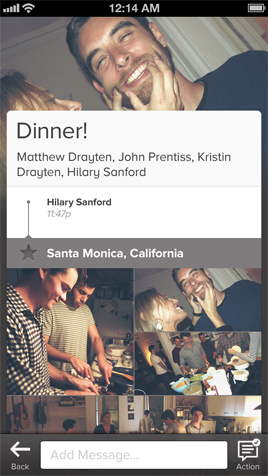 12:14 AM
Dinner!
Matthew Drayten, John Prentiss, Kristin
Drayten, Hilary Sanford
Hilary Sanford
11:47p
Santa Monica, California
Back
Add Message...
Action